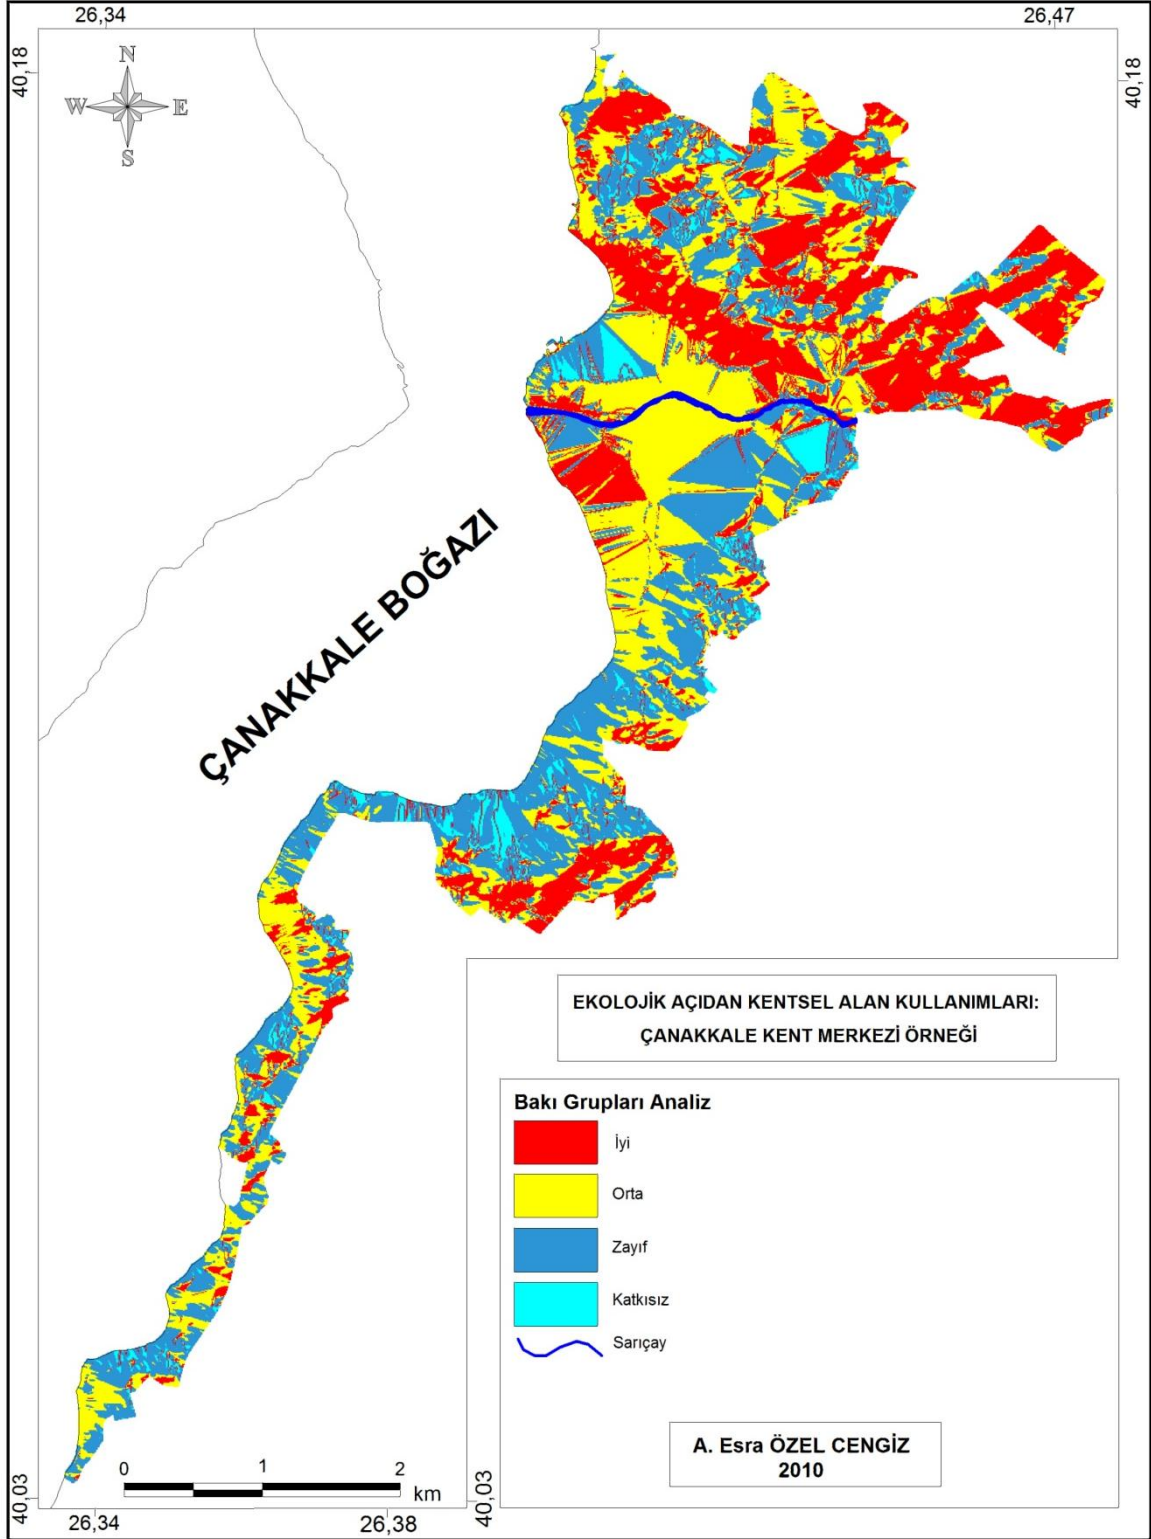 26,34
26,47
40,18
40,18
N
W
E
S
ÇANAKKALE BOĞAZI
EKOLOJİK AÇIDAN KENTSEL ALAN KULLANIMLARI:
ÇANAKKALE KENT MERKEZİ ÖRNEĞİ
Bakı Grupları Analiz
İyi
Orta
Zayıf
Katkısız
Sarıçay
A. Esra ÖZEL CENGİZ
2010
0 1 2
km
40,03
40,03
26,34
26,38